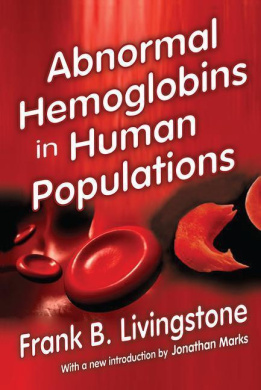 Abnormal
Hemoglobins
in Human
Populations
Frank B. Livingstone
With a new introduction by Jonathan Marks